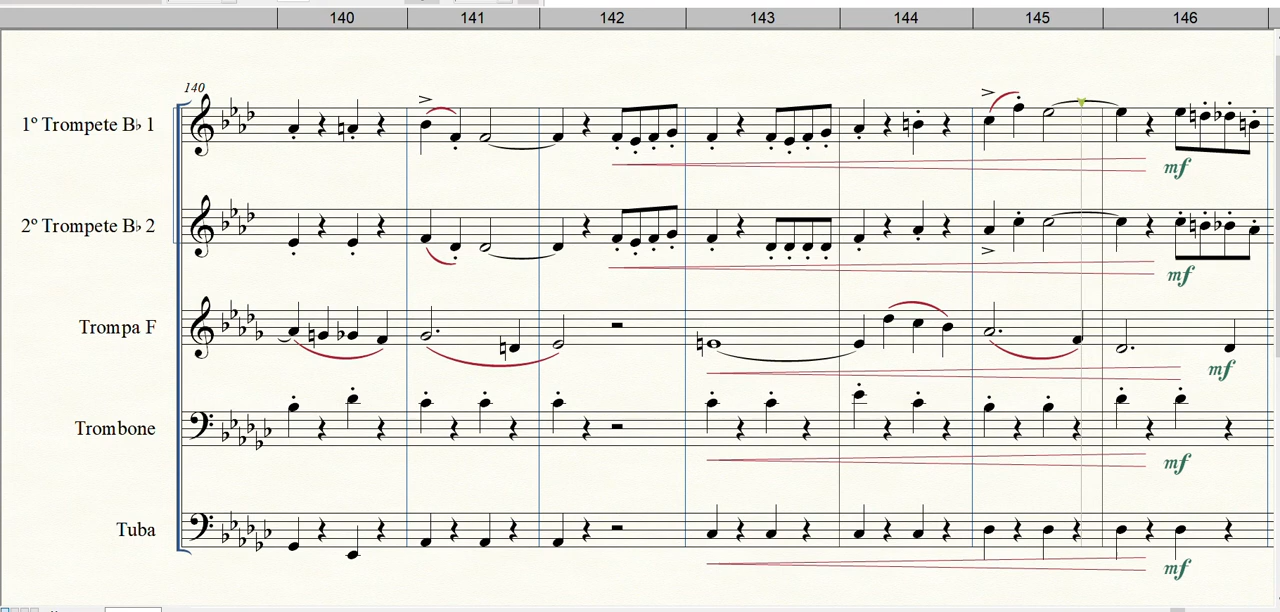 140 141 142 143 144 145 146
140
1º Trompete B♭ 1
mf
2º Trompete B♭ 2
mf
Trompa F
mf
Trombone
mf
Tuba
mf